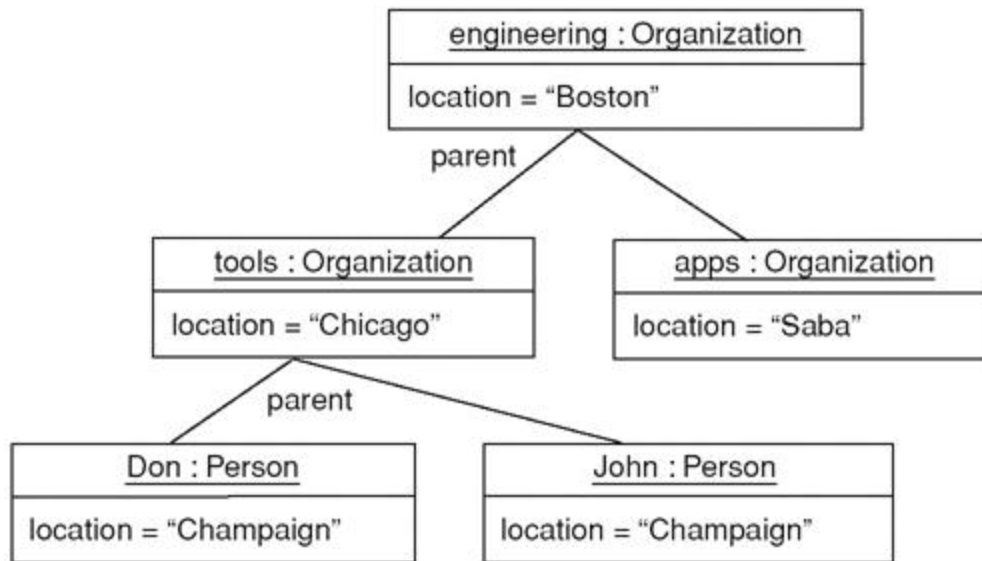 engineering : Organization
location = “Boston”
parent
tools : Organization
apps : Organization
location = “Chicago”
location = “Saba”
parent
Don : Person
John : Person
location = “Champaign”
location = “Champaign”